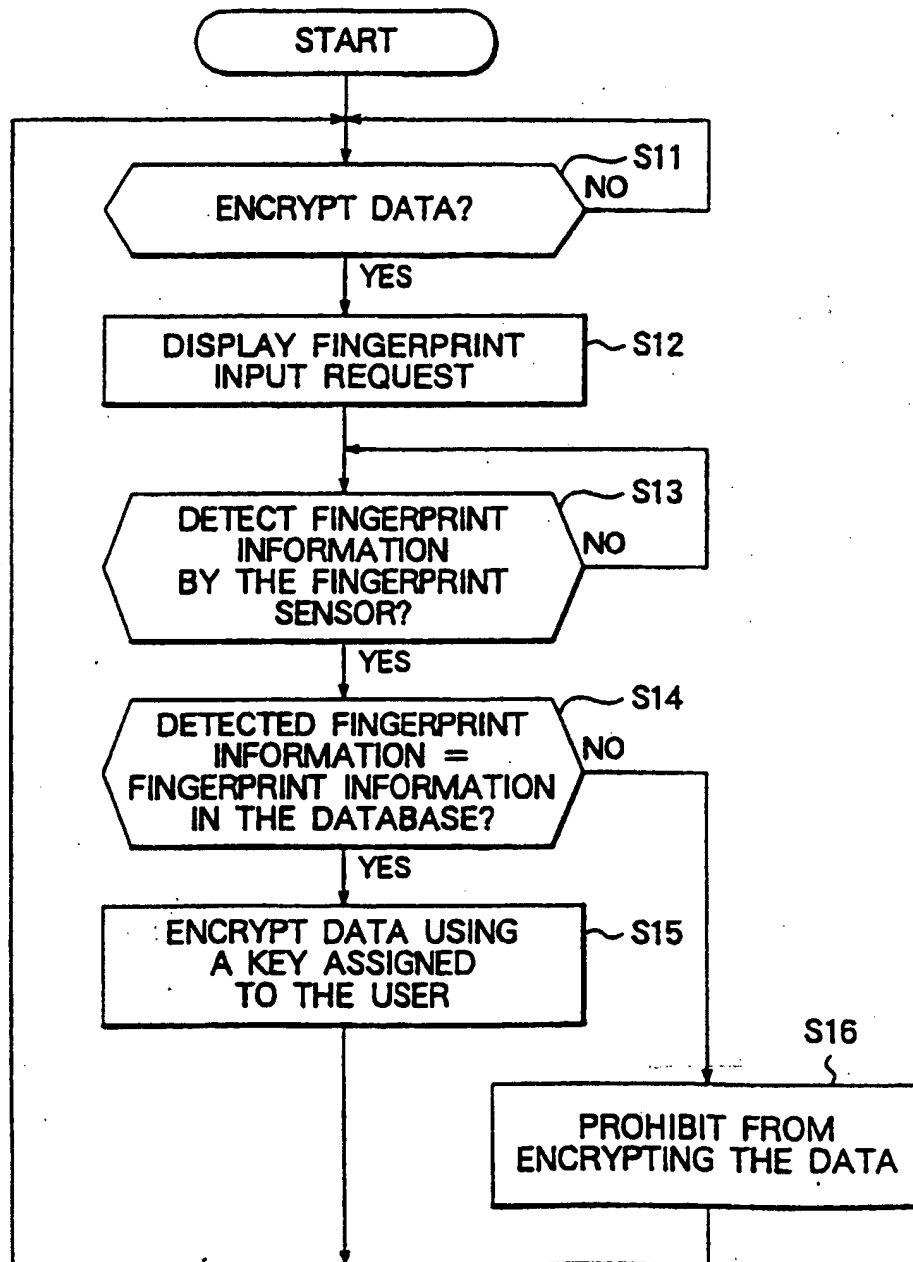 START
S11
NO
ENCRYPT DATA?
YES
DISPLAY FINGERPRINT
INPUT REQUEST
S12
S13
DETECT FINGERPRINT
INFORMATION
BY THE FINGERPRINT
SENSOR?
NO
YES
S14
DETECTED FINGERPRINT
INFORMATION =
FINGERPRINT INFORMATION
IN THE DATABASE?
NO
YES
ENCRYPT DATA USING
A KEY ASSIGNED
TO THE USER
S15
S16
PROHIBIT FROM
ENCRYPTING THE DATA